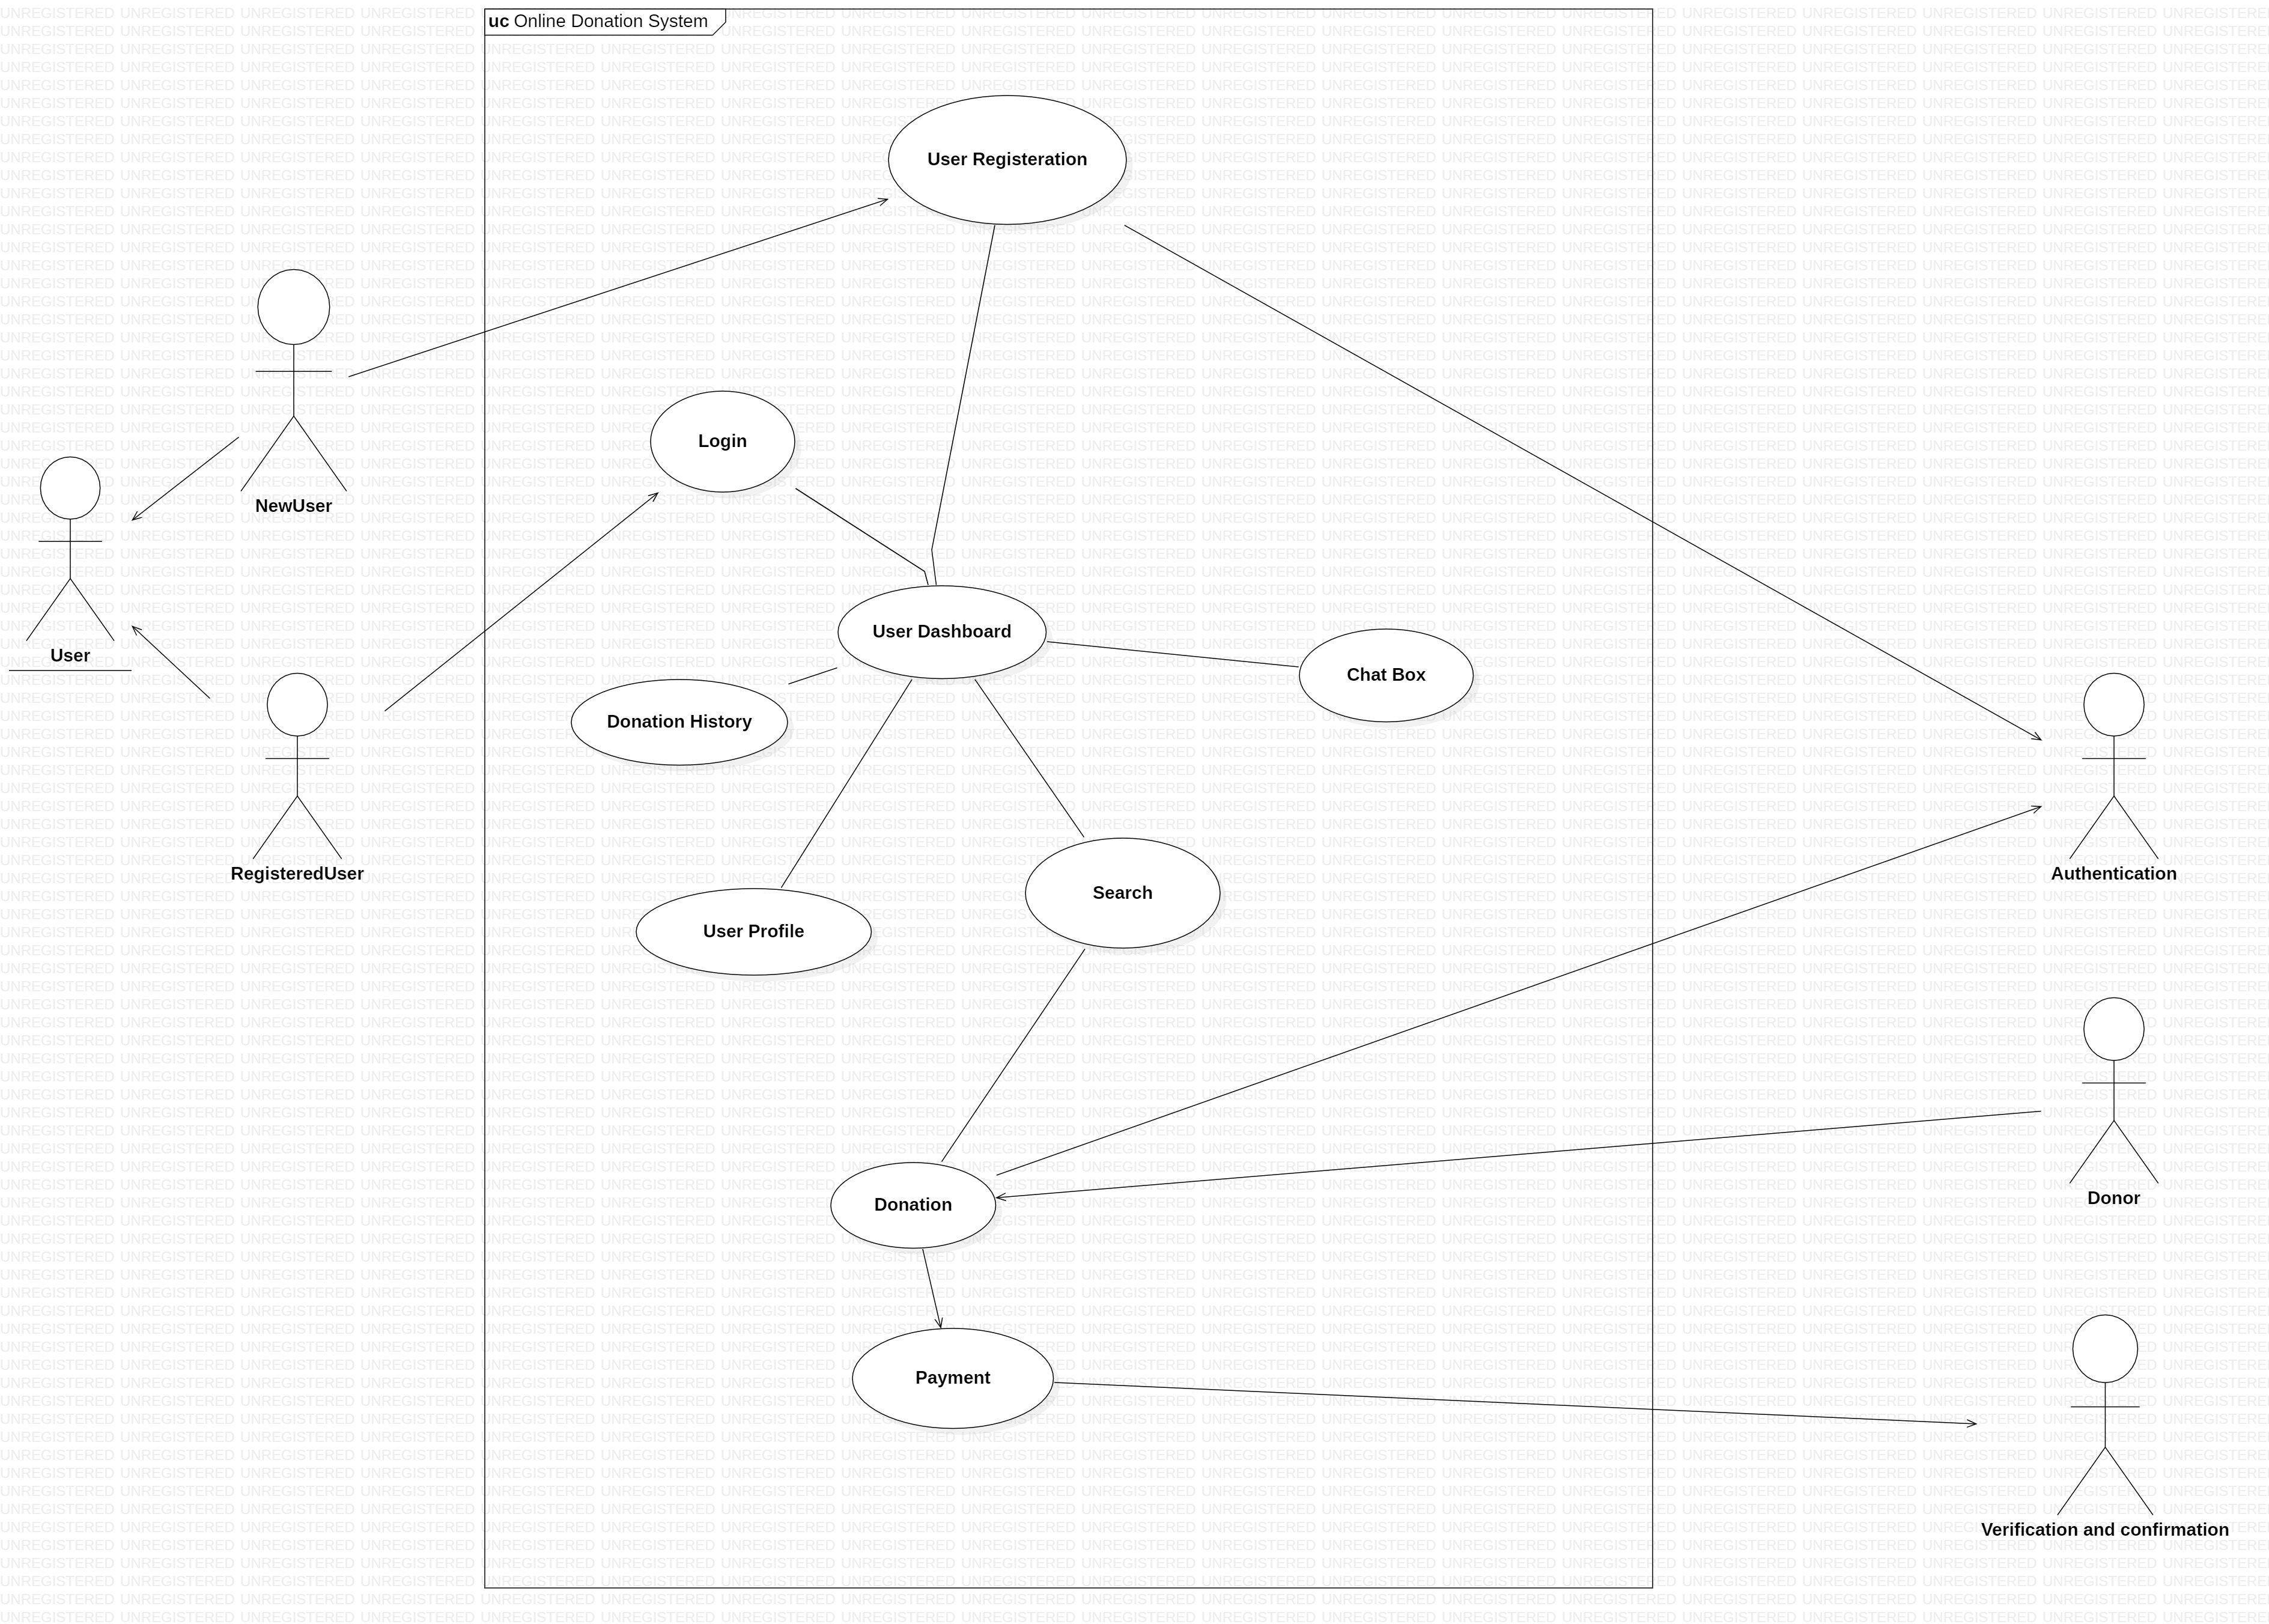 uc Online Donation System
User Registeration
NewUser
Login
User
User Dashboard
Chat Box
Donation History
RegisteredUser
Authentication
Search
User Profile
Donation
Donor
Payment
Verification and confirmation
UNREGISTERED